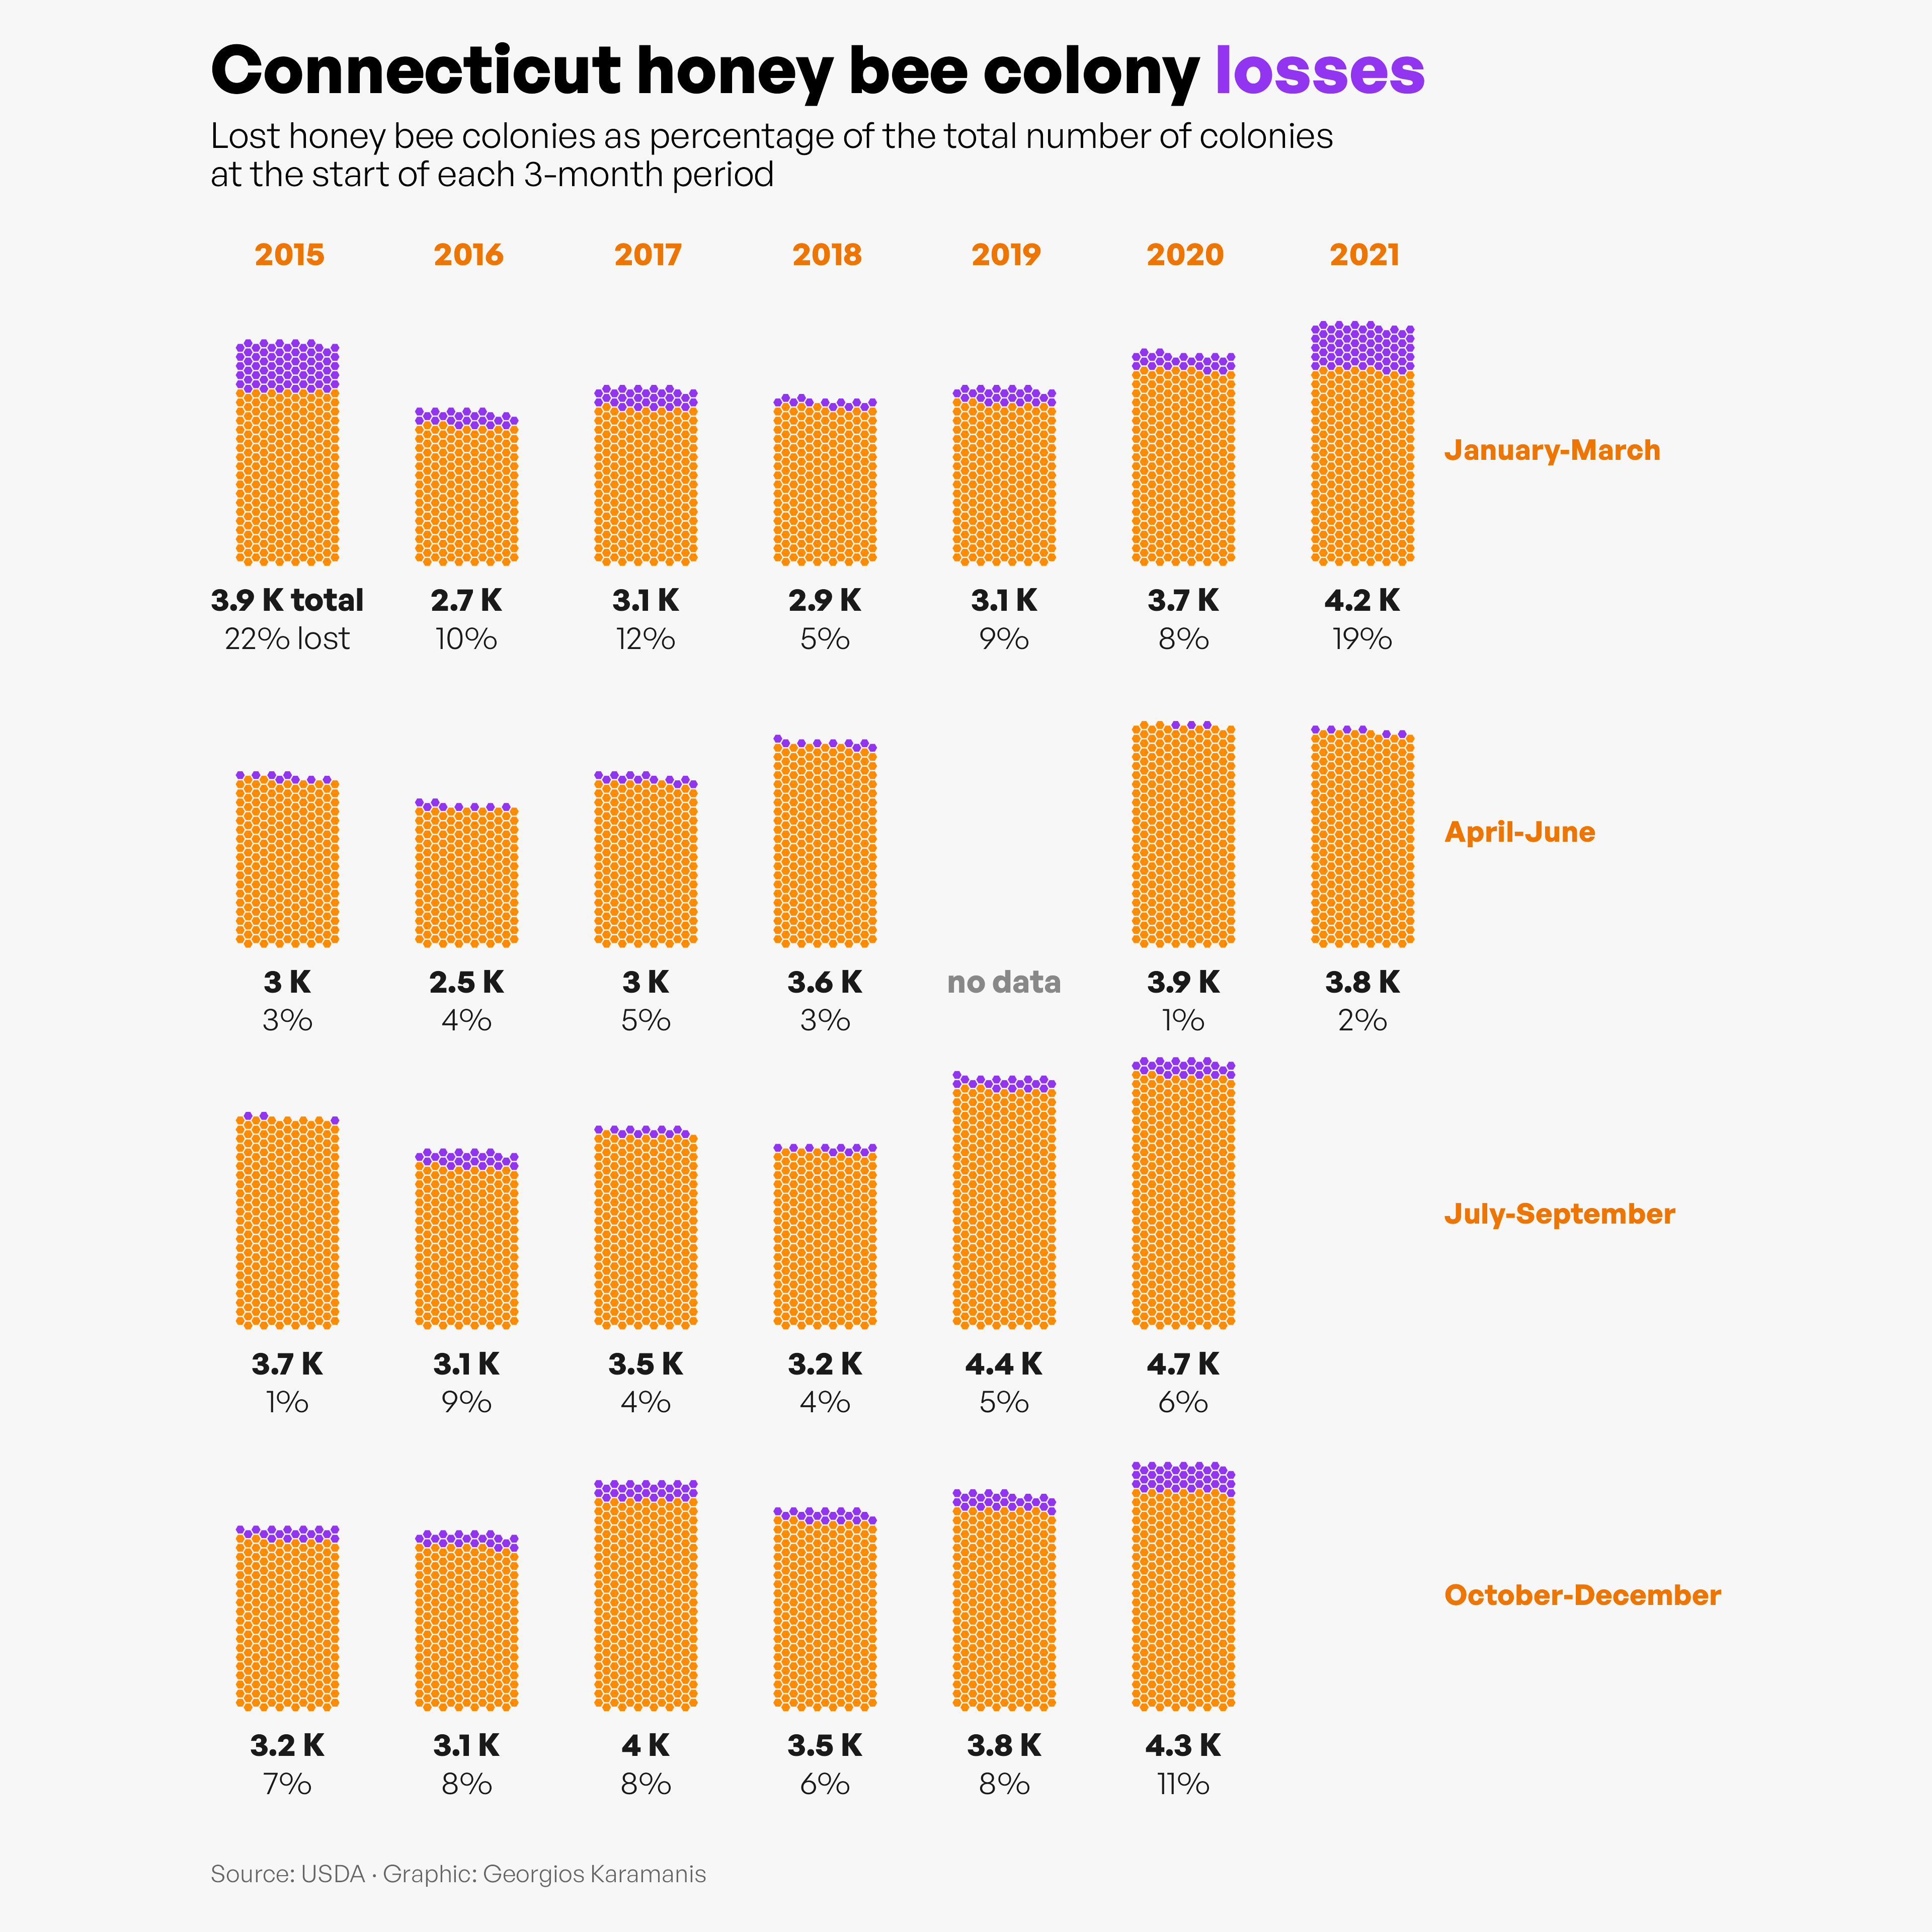 Connecticut honey bee colony losses
Lost honey bee colonies as percentage of the total number of colonies
at the start of each 3-month period
2015 2016 2017 2018 2019 2020 2021
January-March
3.9 K total 2.7 K 3.1 K 2.9 K 3.1 K 3.7 K 4.2 K
22% lost 10% 12% 5% 9% 8% 19%
April-June
3 K 2.5 K 3 K 3.6 K no data 3.9 K 3.8 K
3% 4% 5% 3% 1% 2%
July-September
3.7 K 3.1 K 3.5 K 3.2 K 4.4 K 4.7 K
1% 9% 4% 4% 5% 6%
October-December
3.2 K 3.1 K 4 K 3.5 K 3.8 K 4.3 K
7% 8% 8% 6% 8% 11%
Source: USDA · Graphic: Georgios Karamanis